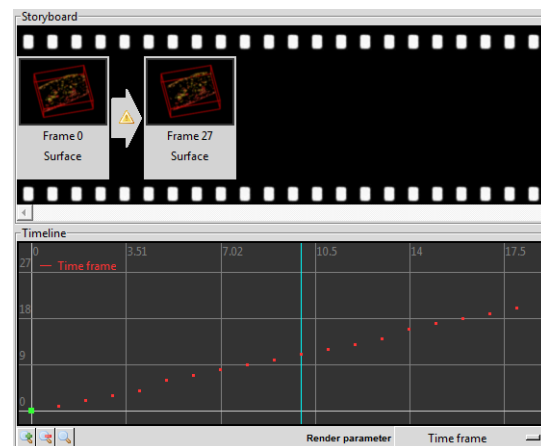 Storyboard
Frame 0
Surface
Frame 27
Surface
Timeline
0 3.51 7.02 10.5 14 17.5
27
Time frame
18
9
0
Render parameter Time frame